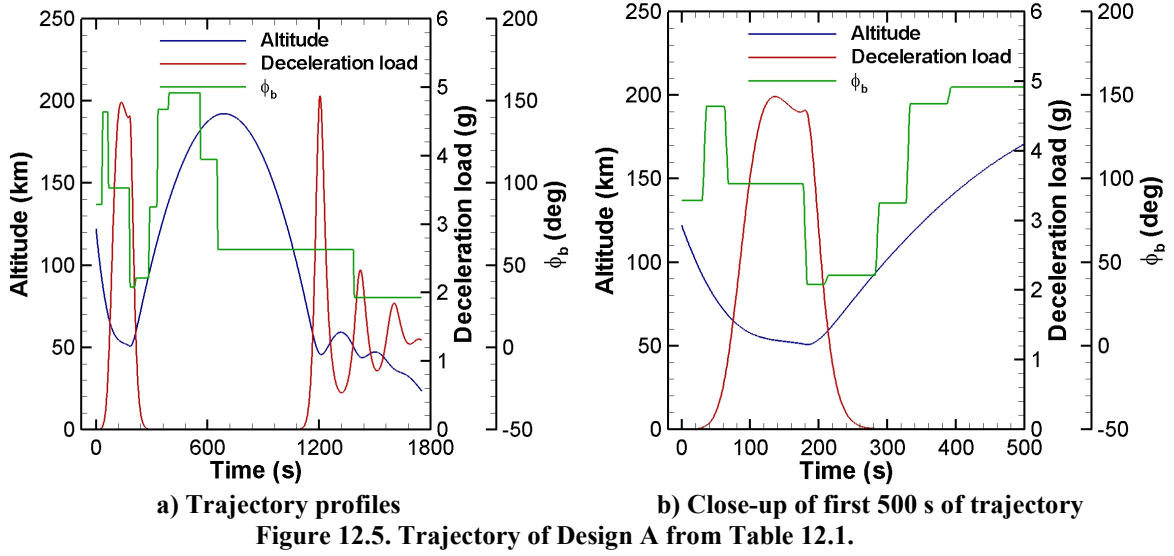 250
200
150
100
50
0
Altitude (km)
0
600
1200
1800
Time (s)
Altitude
Deceleration load
ϕb
6
5
4
3
2
1
0
Deceleration load (g)
200
150
100
50
0
-50
ϕb (deg)
a) Trajectory profiles
250
200
150
100
50
0
Altitude (km)
0
100
200
300
400
500
Time (s)
Altitude
Deceleration load
ϕb
6
5
4
3
2
1
0
Deceleration load (g)
200
150
100
50
0
-50
ϕb (deg)
b) Close-up of first 500 s of trajectory
Figure 12.5. Trajectory of Design A from Table 12.1.